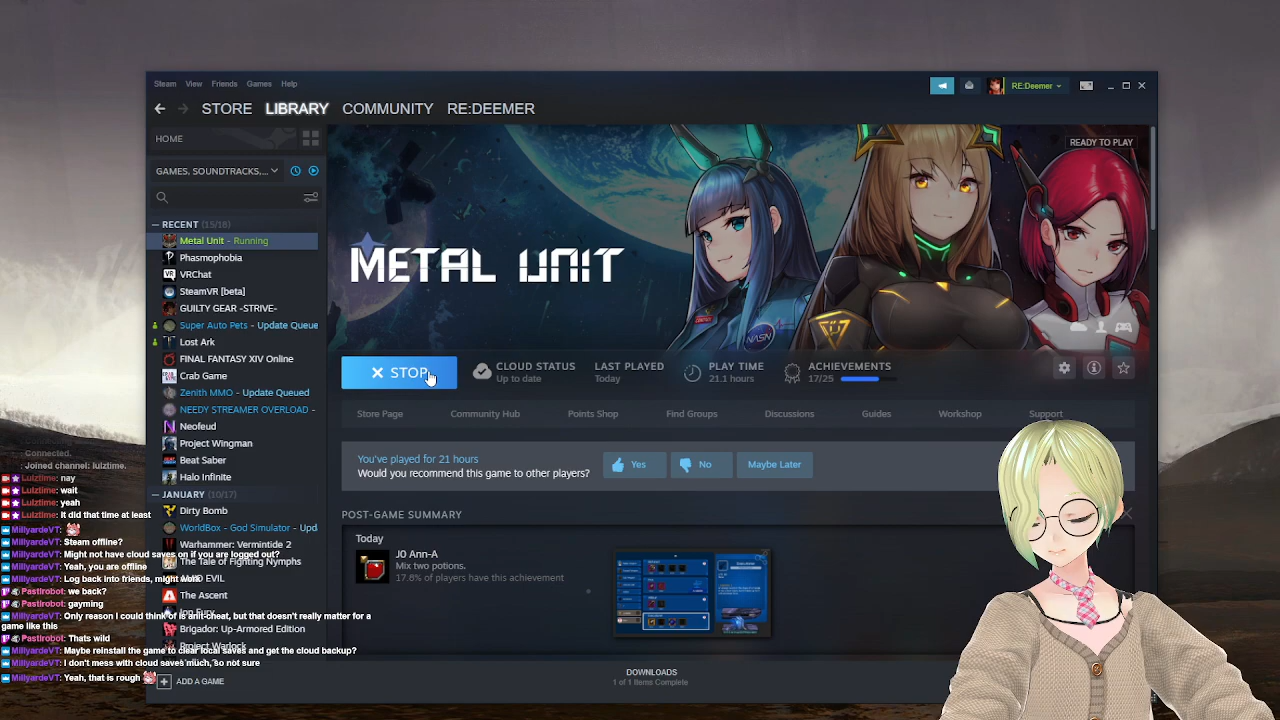 Steam View Friends Games Help
RE:Deemer
STORE LIBRARY COMMUNITY RE:DEEMER
HOME
READY TO PLAY
GAMES, SOUNDTRACKS,...
RECENT (15/18)
Metal Unit - Running
Phasmophobia
VRChat
SteamVR [beta]
GUILTY GEAR -STRIVE-
Super Auto Pets - Update Queue
Lost Ark
FINAL FANTASY XIV Online
Crab Game
Zenith MMO - Update Queued
NEEDY STREAMER OVERLOAD -
Neofeud
Project Wingman
Beat Saber
Halo Infinite
JANUARY (10/17)
Dirty Bomb
WorldBox - God Simulator - Upd
Warhammer: Vermintide 2
The Tale of Fighting Nymphs
EVIL
The Ascent
Brigador: Up-Armored Edition
Project Warlock
ADD A GAME
METAL UNIT
STOP
CLOUD STATUS
Up to date
LAST PLAYED
Today
PLAY TIME
21.1 hours
ACHIEVEMENTS
17/25
Store Page Community Hub Points Shop Find Groups Discussions Guides Workshop Support
You've played for 21 hours
Would you recommend this game to other players?
Yes No Maybe Later
POST-GAME SUMMARY
Today
J0 Ann-A
Mix two potions.
17.8% of players have this achievement
DOWNLOADS
1 of 1 Items Complete
Connected.
Joined channel: lulztime.
Lulztime: nay
Lulztime: wait
Lulztime: yeah
Lulztime: It did that time at least
MillyardeVT:
MillyardeVT: Steam offline?
MillyardeVT: Might not have cloud saves on if you are logged out?
MillyardeVT: Yeah, you are offline
MillyardeVT: Log back into friends, might work
Past1robot: we back?
Past1robot: gayming
MillyardeVT: Only reason I could think of is anti-cheat, but that doesn't really matter for a
game like this
Past1robot: Thats wild
MillyardeVT: Maybe reinstall the game to clear local saves and get the cloud backup?
MillyardeVT: I don't mess with cloud saves much, so not sure
MillyardeVT: Yeah, that is rough